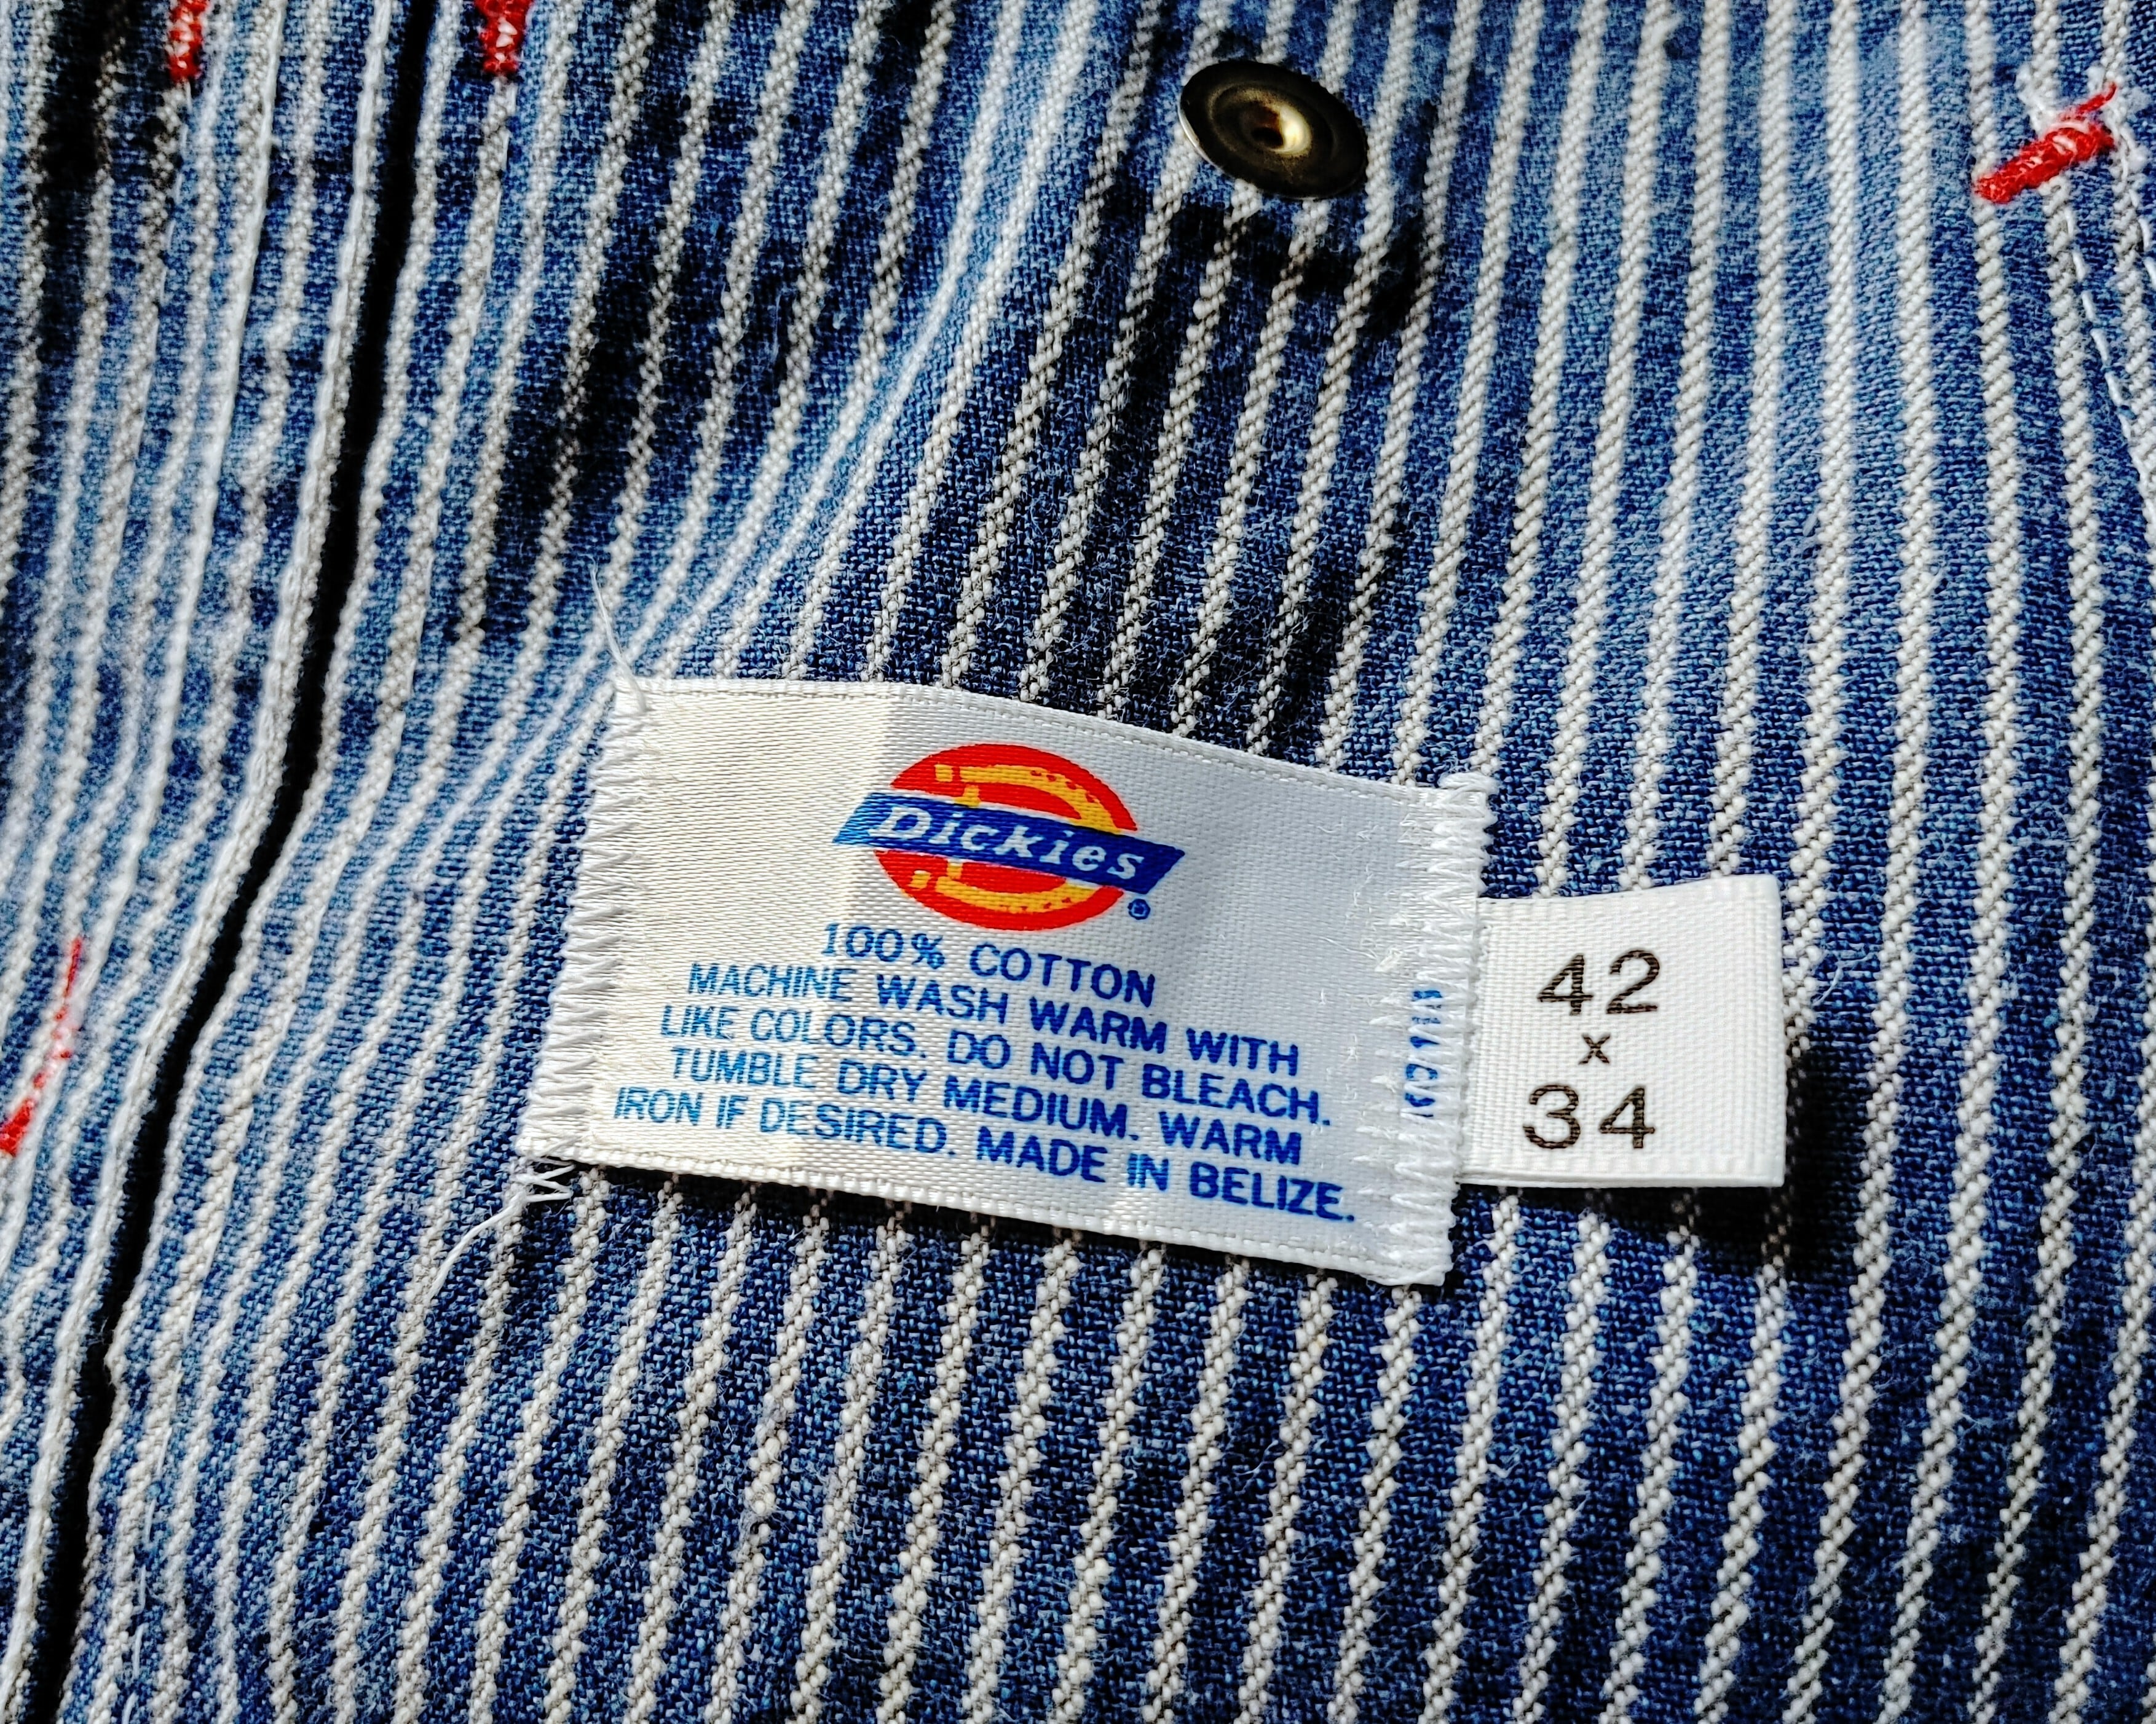 Dickies
®
100% COTTON
MACHINE WASH WARM WITH
LIKE COLORS. DO NOT BLEACH.
TUMBLE DRY MEDIUM. WARM
IRON IF DESIRED. MADE IN BELIZE.
42
x
34